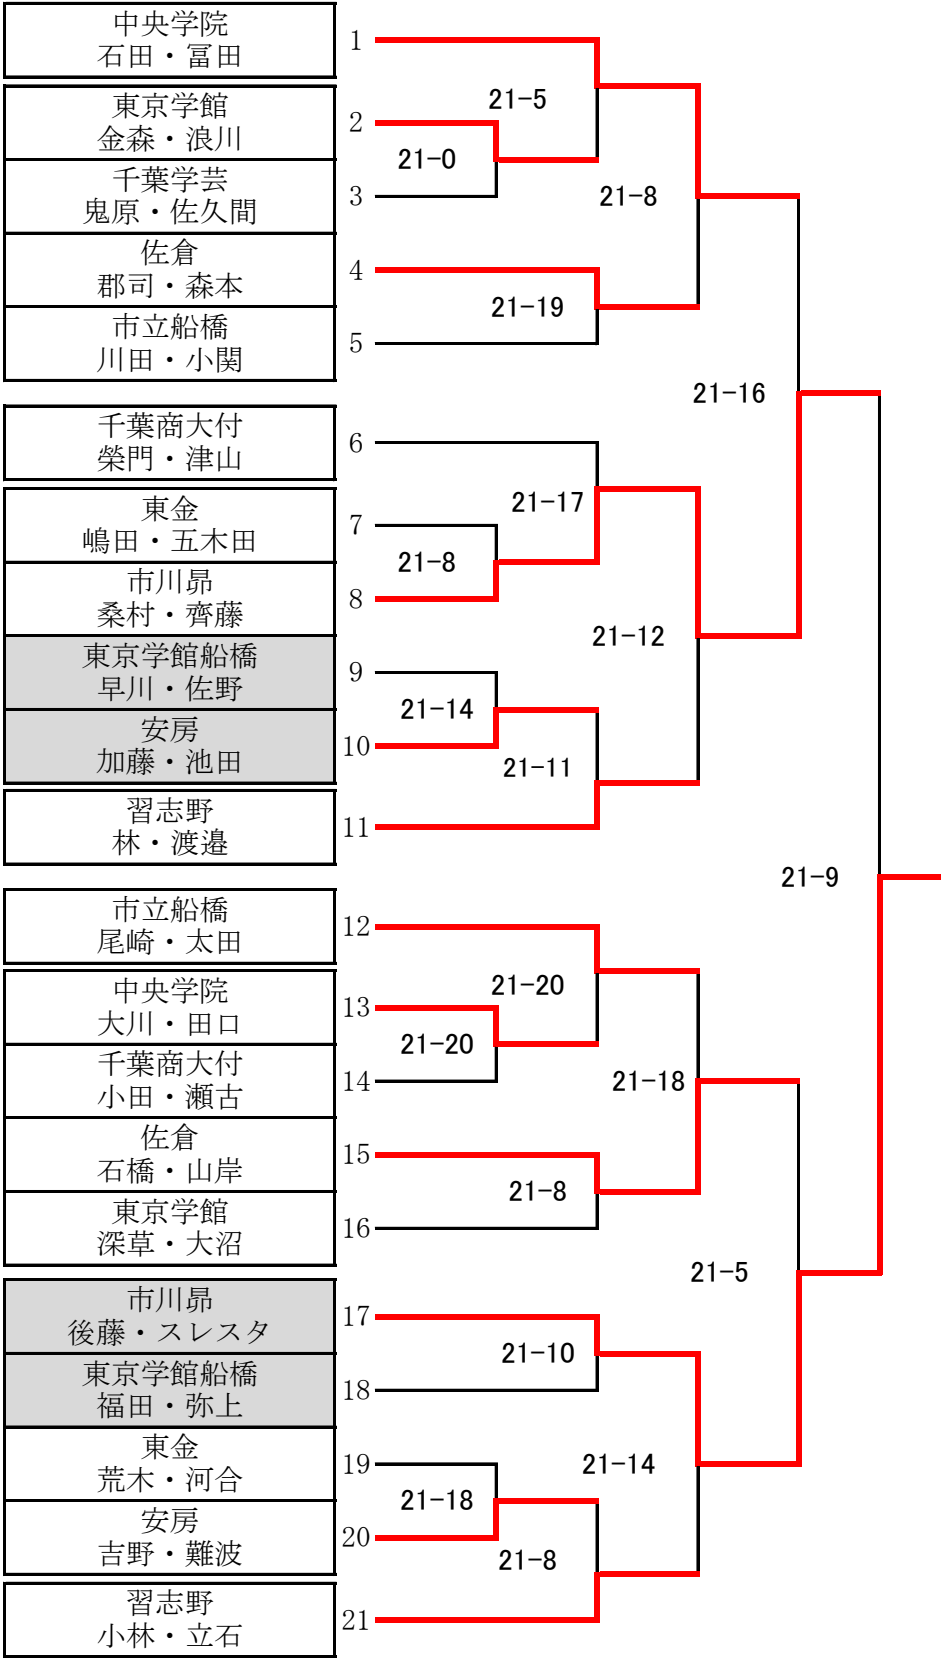 中央学院
石田・冨田
1
東京学館
金森・浪川
2
千葉学芸
鬼原・佐久間
3
佐倉
郡司・森本
4
市立船橋
川田・小関
5
千葉商大付
榮門・津山
6
東金
嶋田・五木田
7
市川昴
桑村・齊藤
8
東京学館船橋
早川・佐野
9
安房
加藤・池田
10
習志野
林・渡邉
11
市立船橋
尾崎・太田
12
中央学院
大川・田口
13
千葉商大付
小田・瀬古
14
佐倉
石橋・山岸
15
東京学館
深草・大沼
16
市川昴
後藤・スレスタ
17
東京学館船橋
福田・弥上
18
東金
荒木・河合
19
安房
吉野・難波
20
習志野
小林・立石
21
21-5
21-0
21-8
21-19
21-16
21-17
21-8
21-12
21-14
21-11
21-9
21-20
21-20
21-18
21-8
21-5
21-10
21-14
21-18
21-8